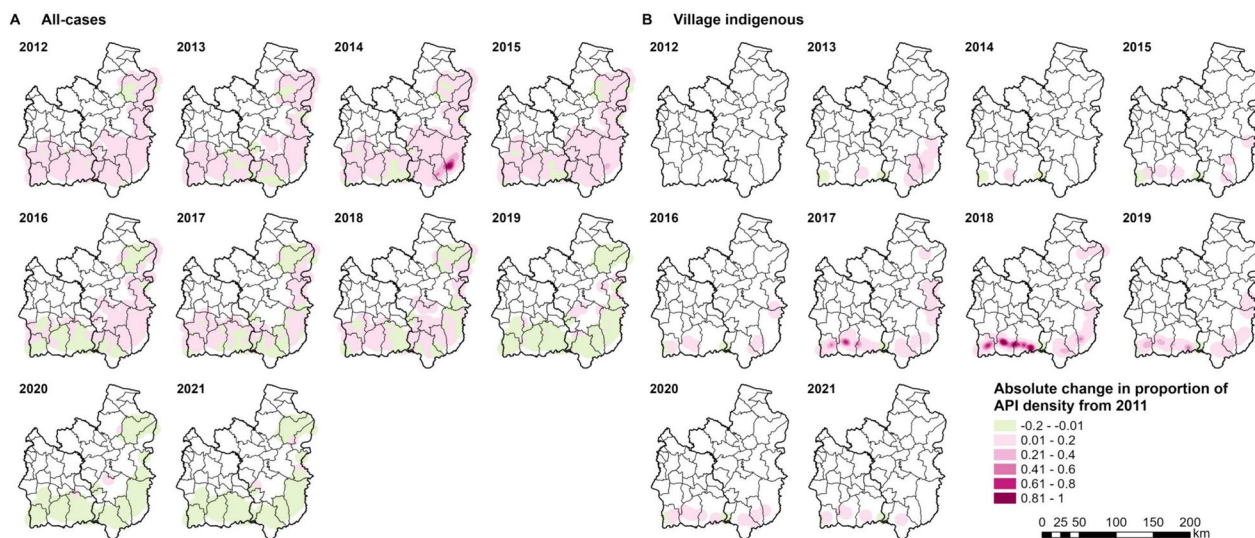 A All-cases
B Village indigenous
2012
2013
2014
2015
2012
2013
2014
2015
2016
2017
2018
2019
2016
2017
2018
2019
2020
2021
2020
2021
Absolute change in proportion of
API density from 2011
-0.2 - -0.01
0.01 - 0.2
0.21 - 0.4
0.41 - 0.6
0.61 - 0.8
0.81 - 1
0 25 50 100 150 200
km